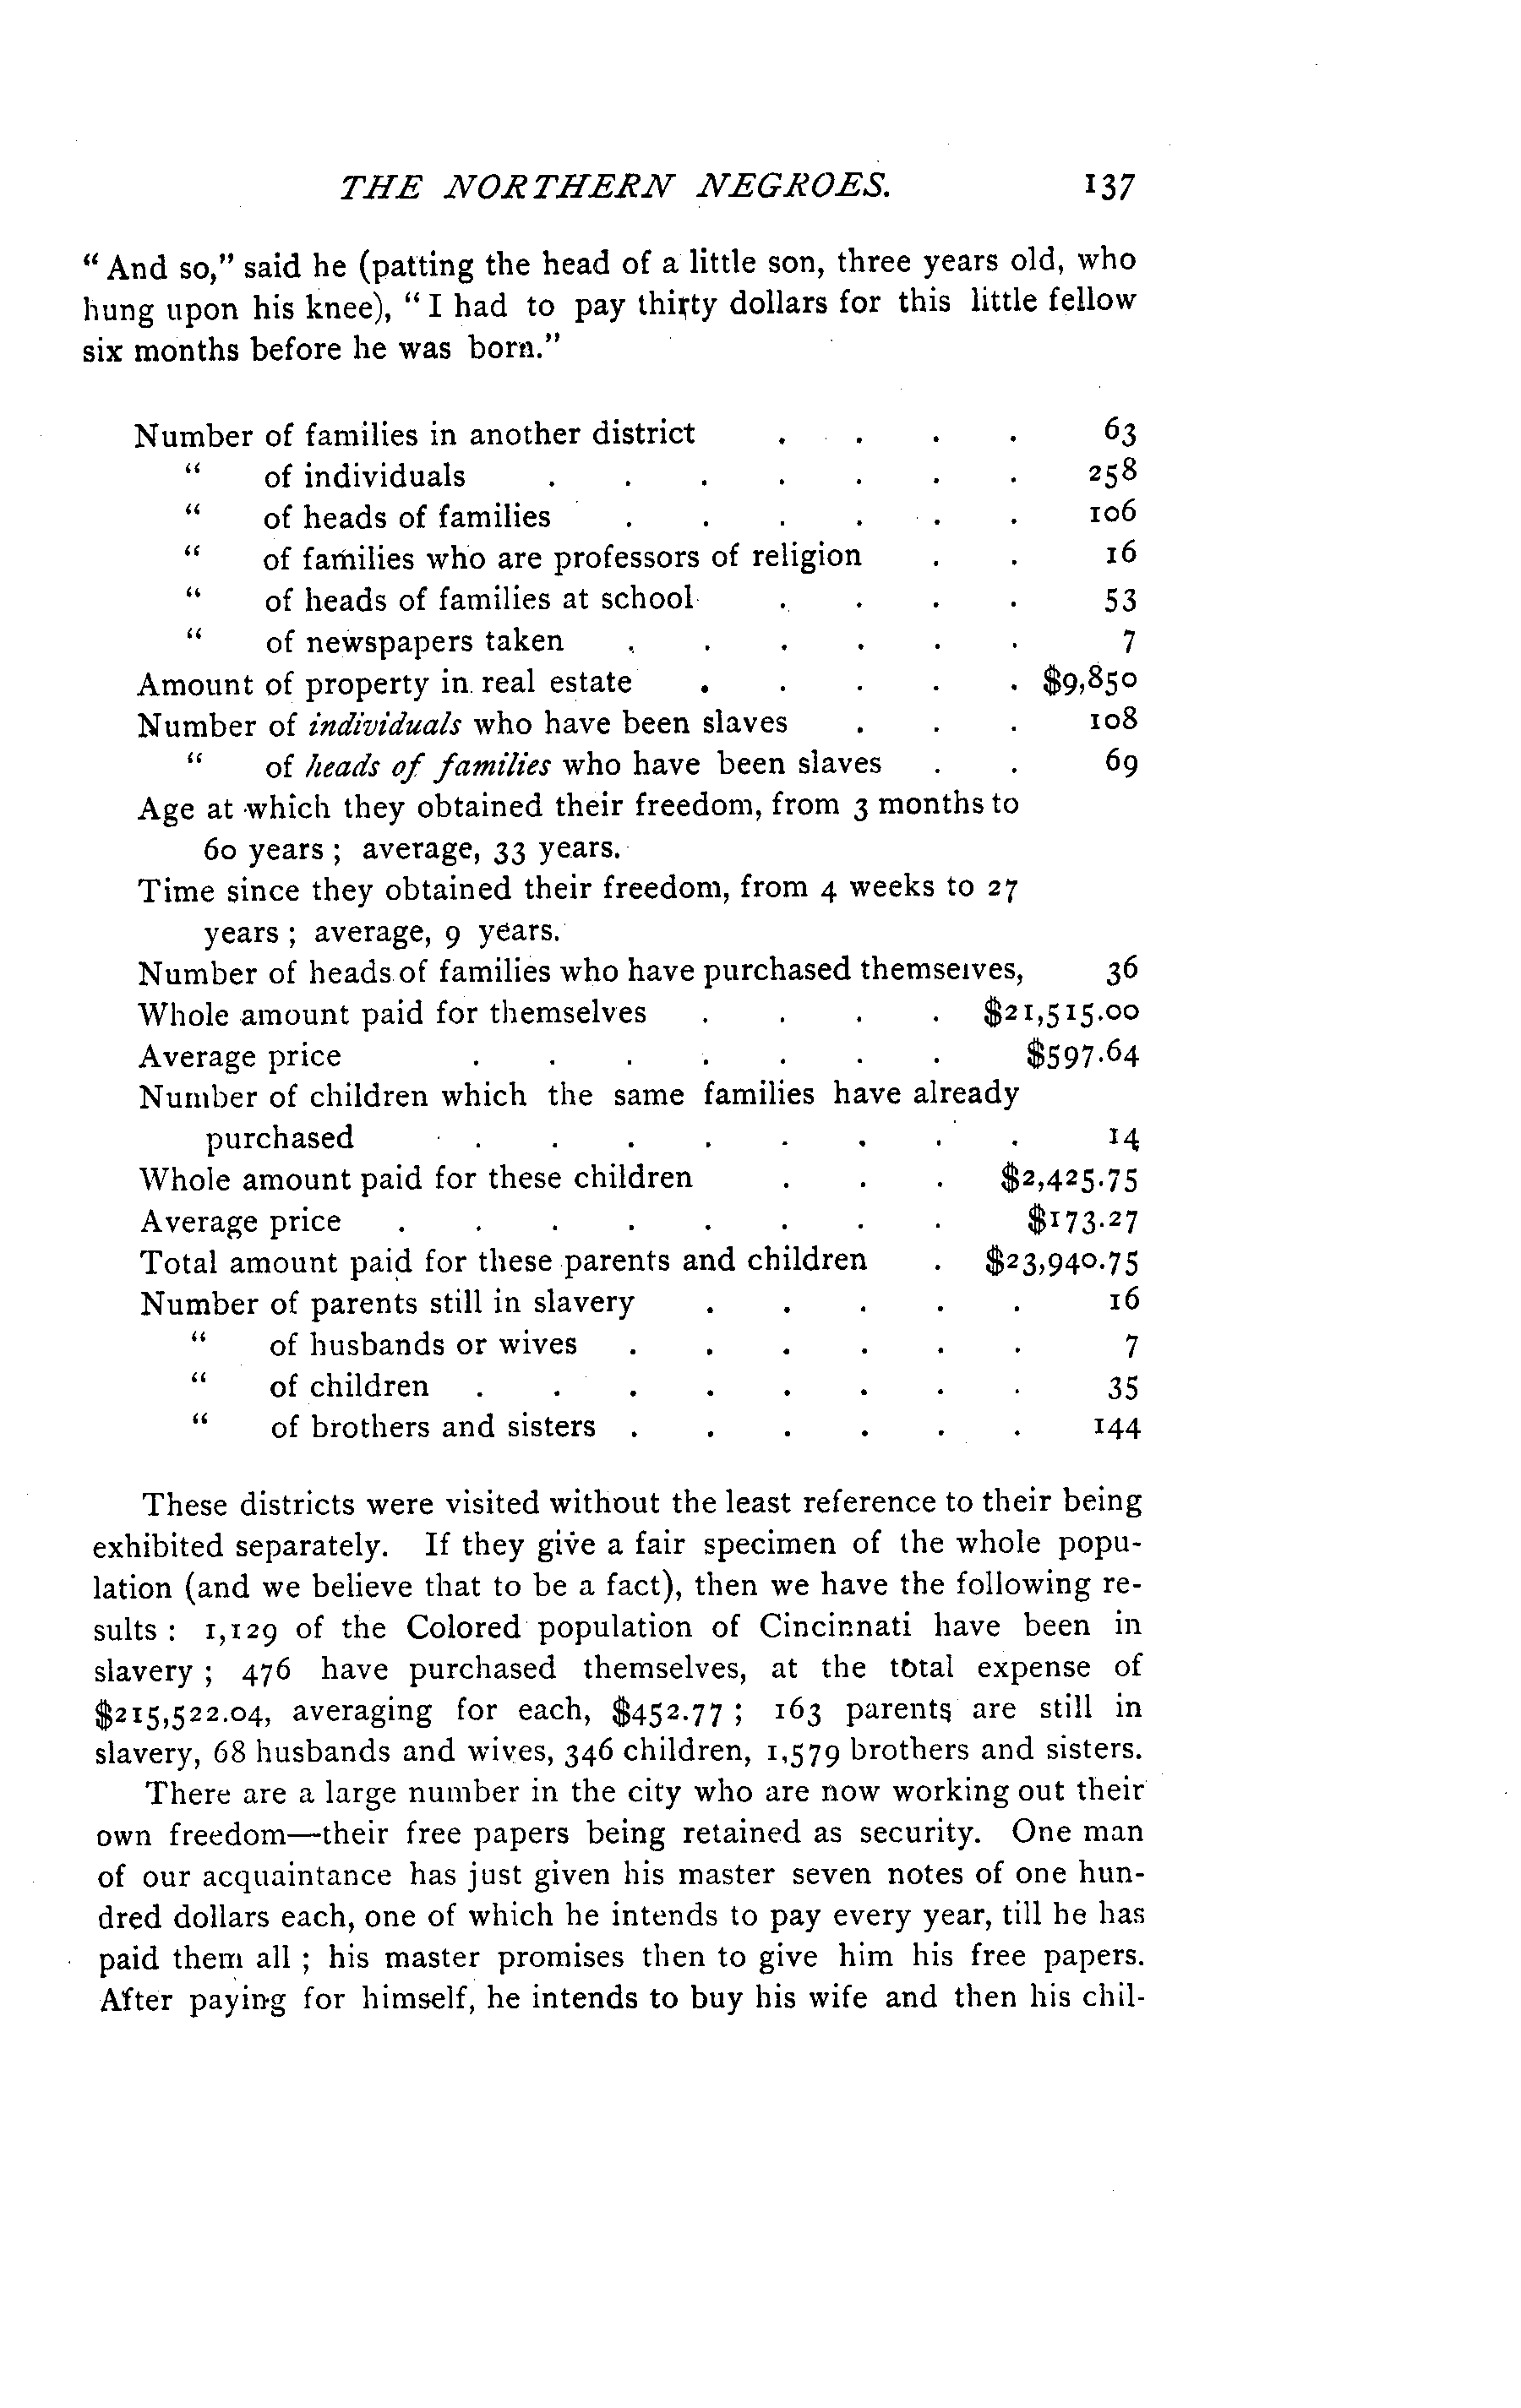 THE NORTHERN NEGROES. 137
“And so,” said he (patting the head of a little son, three years old, who
hung upon his knee), “I had to pay thirty dollars for this little fellow
six months before he was born.”
Number of families in another district . . . . 63
“ of individuals . . . . . . . 258
“ of heads of families . . . . . . 106
“ of families who are professors of religion . . 16
“ of heads of families at school . . . . 53
“ of newspapers taken . . . . . . 7
Amount of property in real estate . . . . . $9,850
Number of individuals who have been slaves . . . 108
“ of heads of families who have been slaves . . 69
Age at which they obtained their freedom, from 3 months to
60 years ; average, 33 years.
Time since they obtained their freedom, from 4 weeks to 27
years ; average, 9 years.
Number of heads of families who have purchased themselves, 36
Whole amount paid for themselves . . . . $21,515.00
Average price . . . . . . . $597.64
Number of children which the same families have already
purchased . . . . . . . . 14
Whole amount paid for these children . . . $2,425.75
Average price . . . . . . . . $173.27
Total amount paid for these parents and children . $23,940.75
Number of parents still in slavery . . . . . 16
“ of husbands or wives . . . . . . 7
“ of children . . . . . . . . 35
“ of brothers and sisters . . . . . . 144
These districts were visited without the least reference to their being
exhibited separately. If they give a fair specimen of the whole popu-
lation (and we believe that to be a fact), then we have the following re-
sults : 1,129 of the Colored population of Cincinnati have been in
slavery ; 476 have purchased themselves, at the total expense of
$215,522.04, averaging for each, $452.77 ; 163 parents are still in
slavery, 68 husbands and wives, 346 children, 1,579 brothers and sisters.
There are a large number in the city who are now working out their
own freedom—their free papers being retained as security. One man
of our acquaintance has just given his master seven notes of one hun-
dred dollars each, one of which he intends to pay every year, till he has
paid them all ; his master promises then to give him his free papers.
After paying for himself, he intends to buy his wife and then his chil-